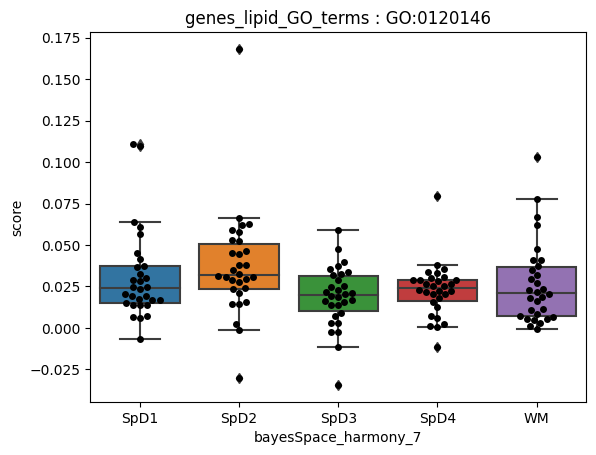 genes_lipid_GO_terms : GO:0120146
0.175
0.150
0.125
0.100
0.075
0.050
0.025
0.000
−0.025
score
SpD1 SpD2 SpD3 SpD4 WM
bayesSpace_harmony_7